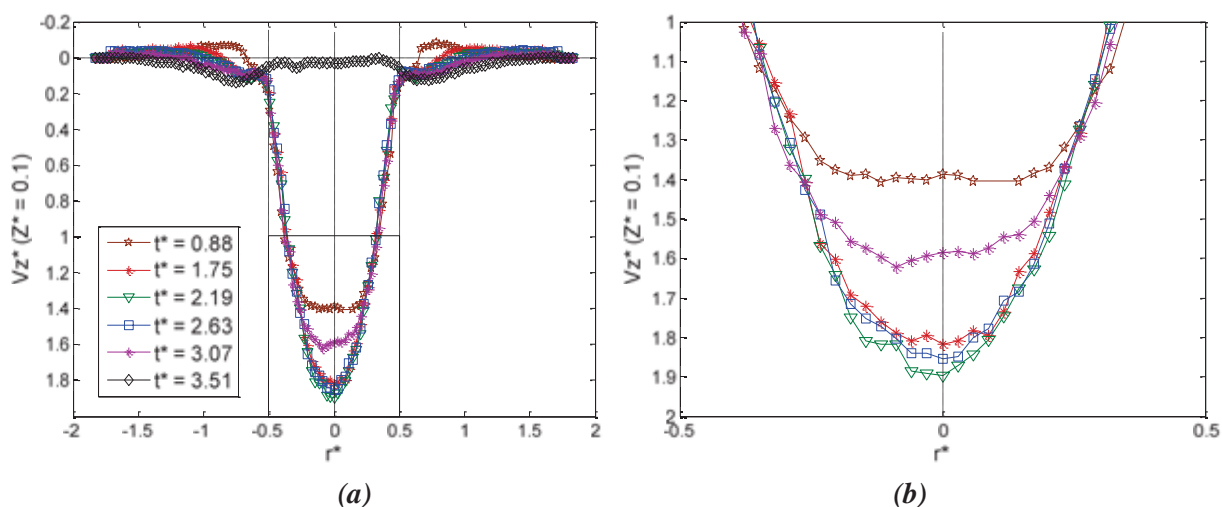 -0.2
0
0.2
0.4
0.6
0.8
1
1.2
1.4
1.6
1.8
-2
-1.5
-1
-0.5
0
0.5
1
1.5
2
Vz* (Z* = 0.1)
r*
t* = 0.88
t* = 1.75
t* = 2.19
t* = 2.63
t* = 3.07
t* = 3.51
(a)
1
1.1
1.2
1.3
1.4
1.5
1.6
1.7
1.8
1.9
2
-0.5
0
0.5
Vz* (Z* = 0.1)
r*
(b)